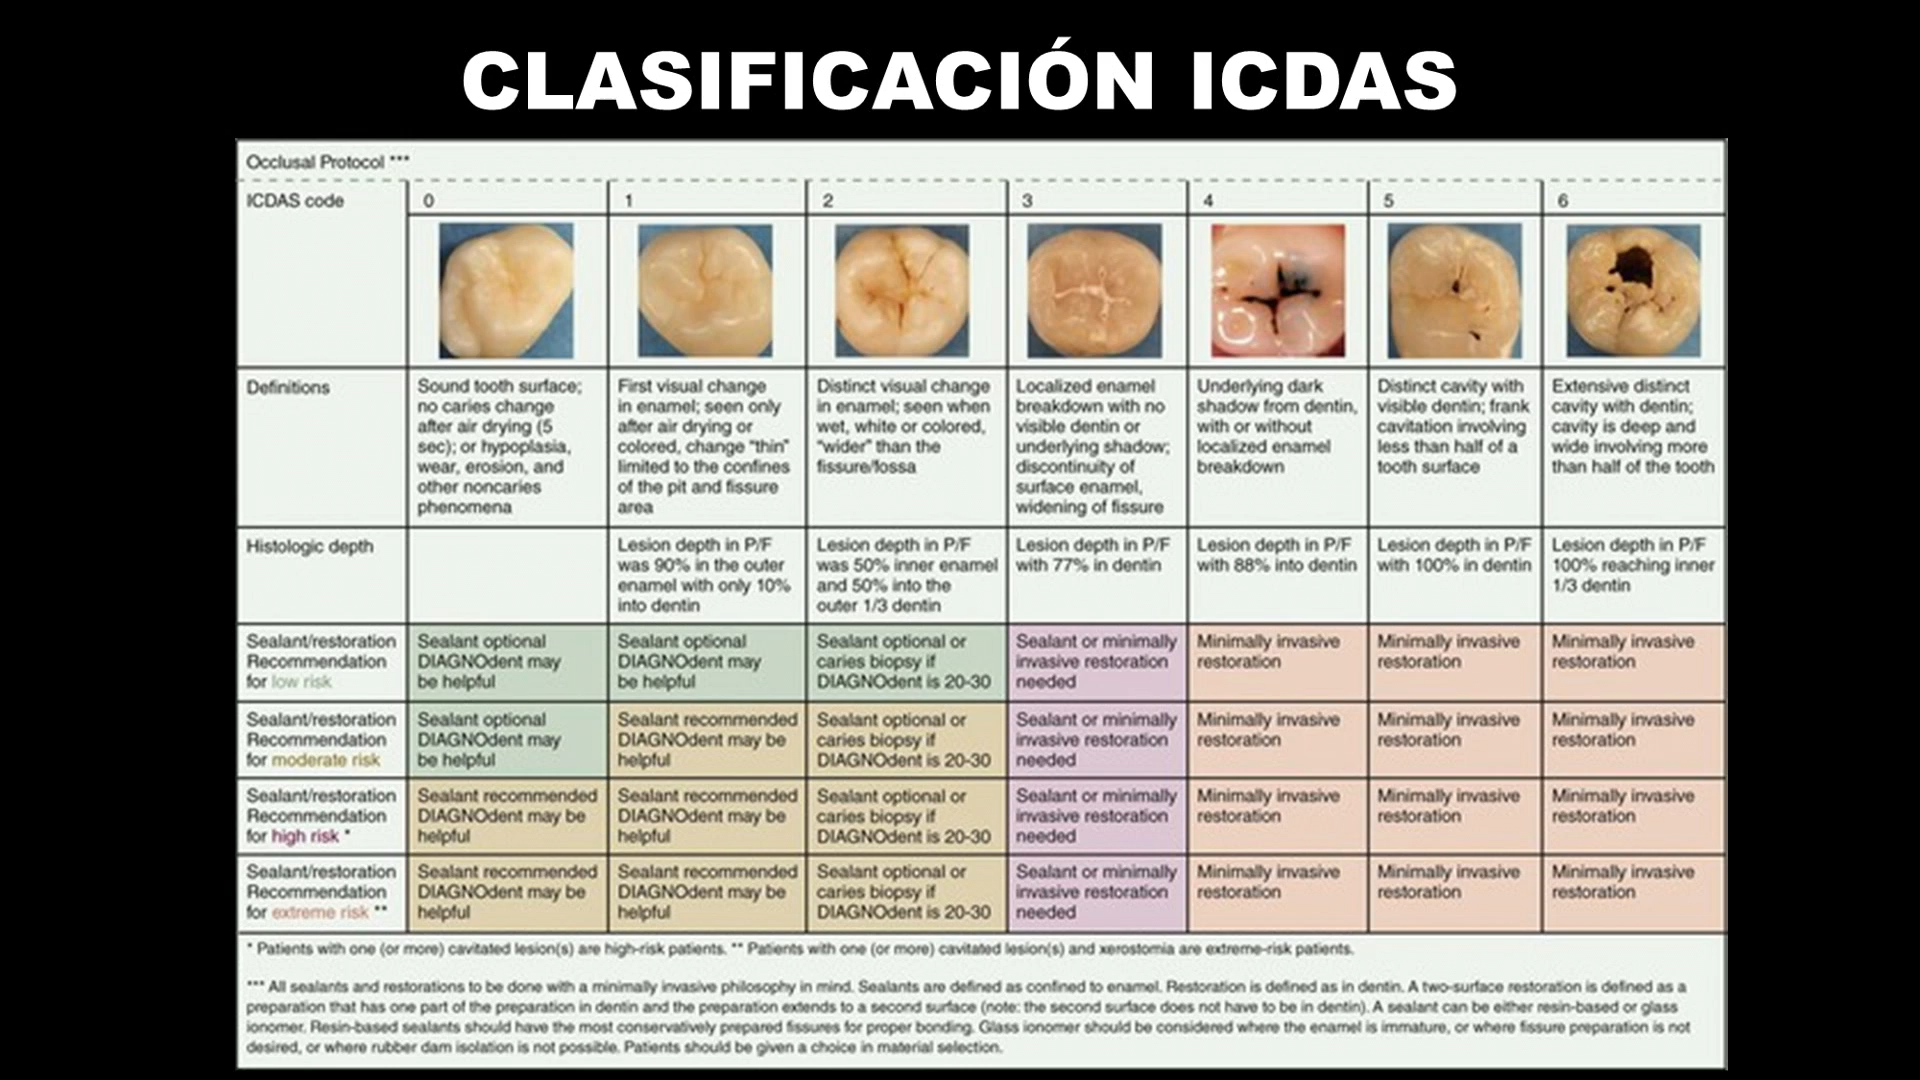 CLASIFICACIÓN ICDAS
Occlusal Protocol ***
ICDAS code
0
1
2
3
4
5
6
Definitions
Sound tooth surface;
no caries change
after air drying (5
sec); or hypoplasia,
wear, erosion, and
other noncaries
phenomena
First visual change
in enamel; seen only
after air drying or
colored, change "thin"
limited to the confines
of the pit and fissure
area
Distinct visual change
in enamel; seen when
wet, white or colored,
"wider" than the
fissure/fossa
Localized enamel
breakdown with no
visible dentin or
underlying shadow;
discontinuity of
surface enamel,
widening of fissure
Underlying dark
shadow from dentin,
with or without
localized enamel
breakdown
Distinct cavity with
visible dentin; frank
cavitation involving
less than half of a
tooth surface
Extensive distinct
cavity with dentin;
cavity is deep and
wide involving more
than half of the tooth
Histologic depth
Lesion depth in P/F
was 90% in the outer
enamel with only 10%
into dentin
Lesion depth in P/F
was 50% inner enamel
and 50% into the
outer 1/3 dentin
Lesion depth in P/F
with 77% in dentin
Lesion depth in P/F
with 88% into dentin
Lesion depth in P/F
with 100% in dentin
Lesion depth in P/F
100% reaching inner
1/3 dentin
Sealant/restoration
Recommendation
for low risk
Sealant optional
DIAGNOdent may
be helpful
Sealant optional
DIAGNOdent may
be helpful
Sealant optional or
caries biopsy if
DIAGNOdent is 20-30
Sealant or minimally
invasive restoration
needed
Minimally invasive
restoration
Minimally invasive
restoration
Minimally invasive
restoration
Sealant/restoration
Recommendation
for moderate risk
Sealant optional
DIAGNOdent may
be helpful
Sealant recommended
DIAGNOdent may be
helpful
Sealant optional or
caries biopsy if
DIAGNOdent is 20-30
Sealant or minimally
invasive restoration
needed
Minimally invasive
restoration
Minimally invasive
restoration
Minimally invasive
restoration
Sealant/restoration
Recommendation
for high risk *
Sealant recommended
DIAGNOdent may be
helpful
Sealant recommended
DIAGNOdent may be
helpful
Sealant optional or
caries biopsy if
DIAGNOdent is 20-30
Sealant or minimally
invasive restoration
needed
Minimally invasive
restoration
Minimally invasive
restoration
Minimally invasive
restoration
Sealant/restoration
Recommendation
for extreme risk **
Sealant recommended
DIAGNOdent may be
helpful
Sealant recommended
DIAGNOdent may be
helpful
Sealant optional or
caries biopsy if
DIAGNOdent is 20-30
Sealant or minimally
invasive restoration
needed
Minimally invasive
restoration
Minimally invasive
restoration
Minimally invasive
restoration
* Patients with one (or more) cavitated lesion(s) are high-risk patients. ** Patients with one (or more) cavitated lesion(s) and xerostomia are extreme-risk patients.
*** All sealants and restorations to be done with a minimally invasive philosophy in mind. Sealants are defined as confined to enamel. Restoration is defined as in dentin. A two-surface restoration is defined as a
preparation that has one part of the preparation in dentin and the preparation extends to a second surface (note: the second surface does not have to be in dentin). A sealant can be either resin-based or glass
ionomer. Resin-based sealants should have the most conservatively prepared fissures for proper bonding. Glass ionomer should be considered where the enamel is immature, or where fissure preparation is not
desired, or where rubber dam isolation is not possible. Patients should be given a choice in material selection.